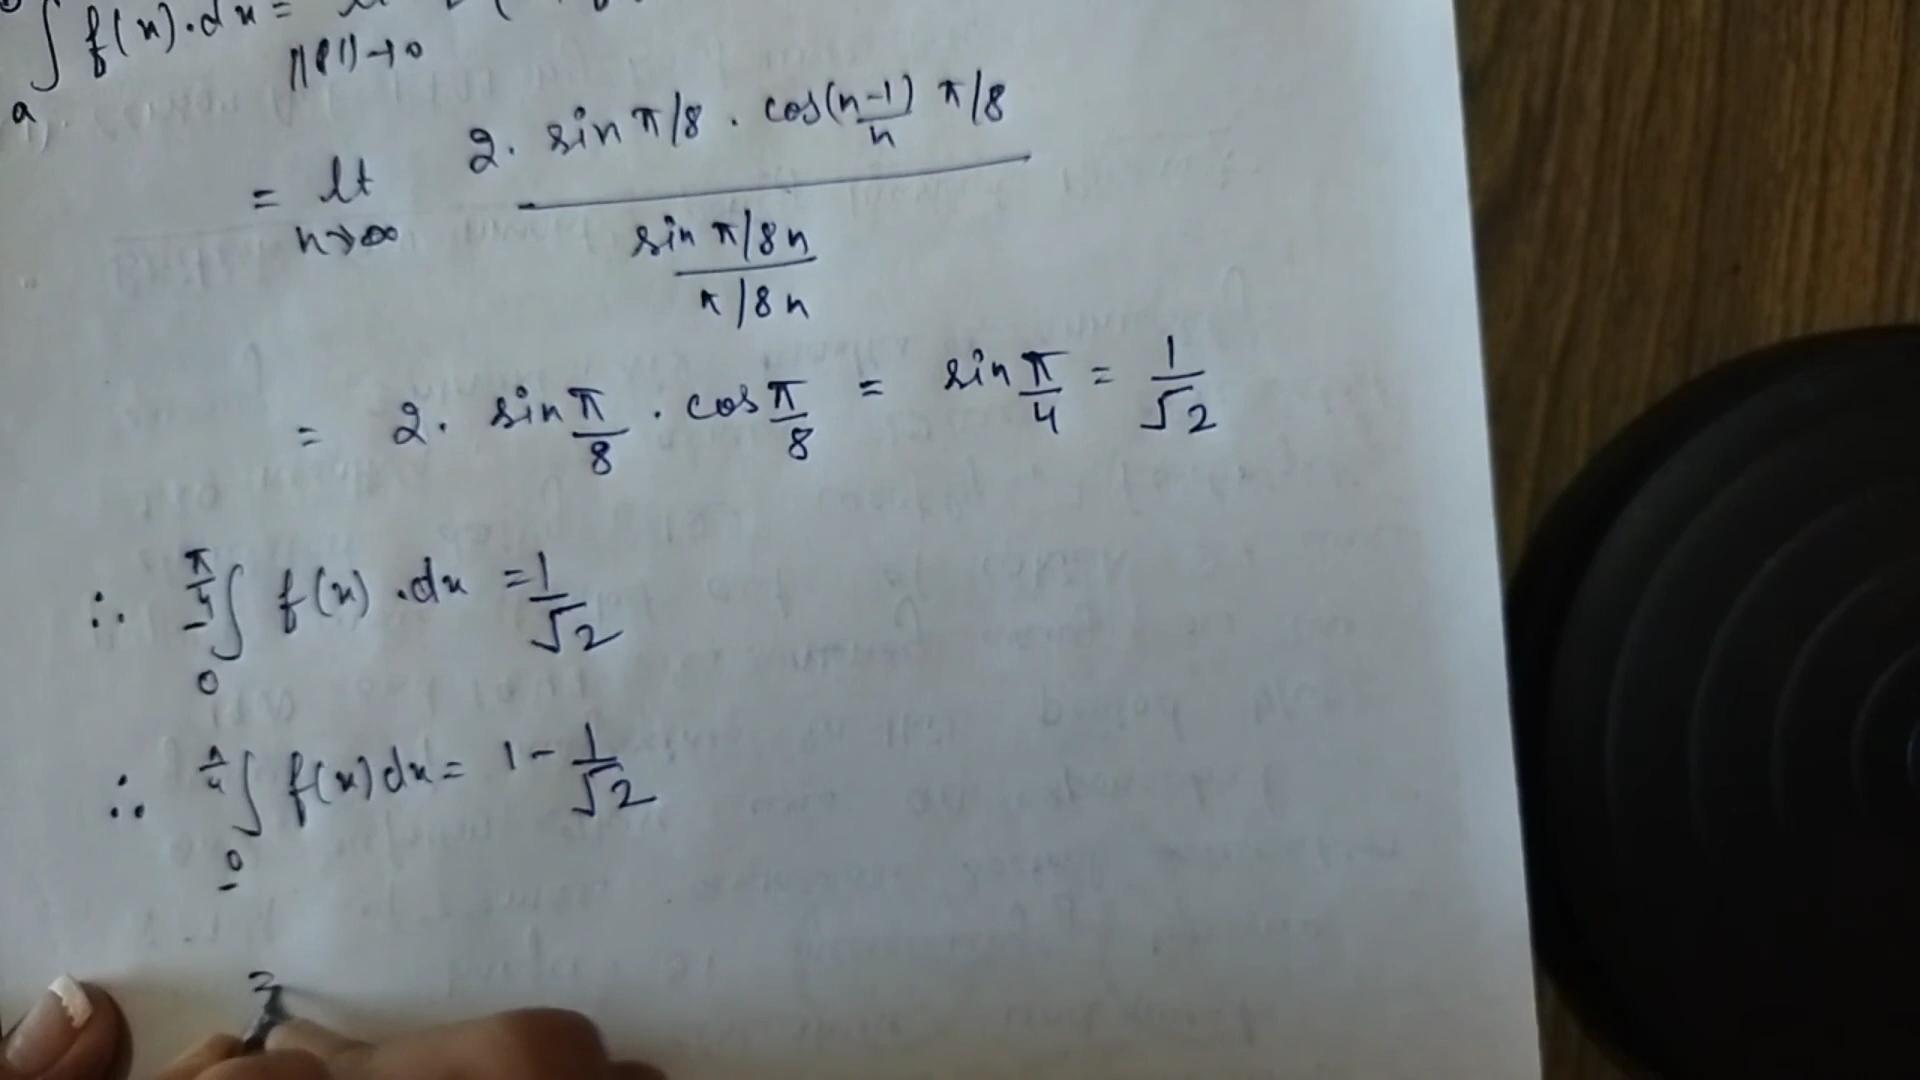 ∫ f(x)·dx = lt
a ||P||→0
= lt n→∞ 2. sin π/8 . cos(n-1)/n π/8
sin π/8n
π/8n
= 2. sin π/8 . cos π/8 = sin π/4 = 1/√2
∴ π/4 ∫ 0 f(x) .dx = 1/√2
∴ π/4 ∫ 0 f(x) dx = 1 - 1/√2